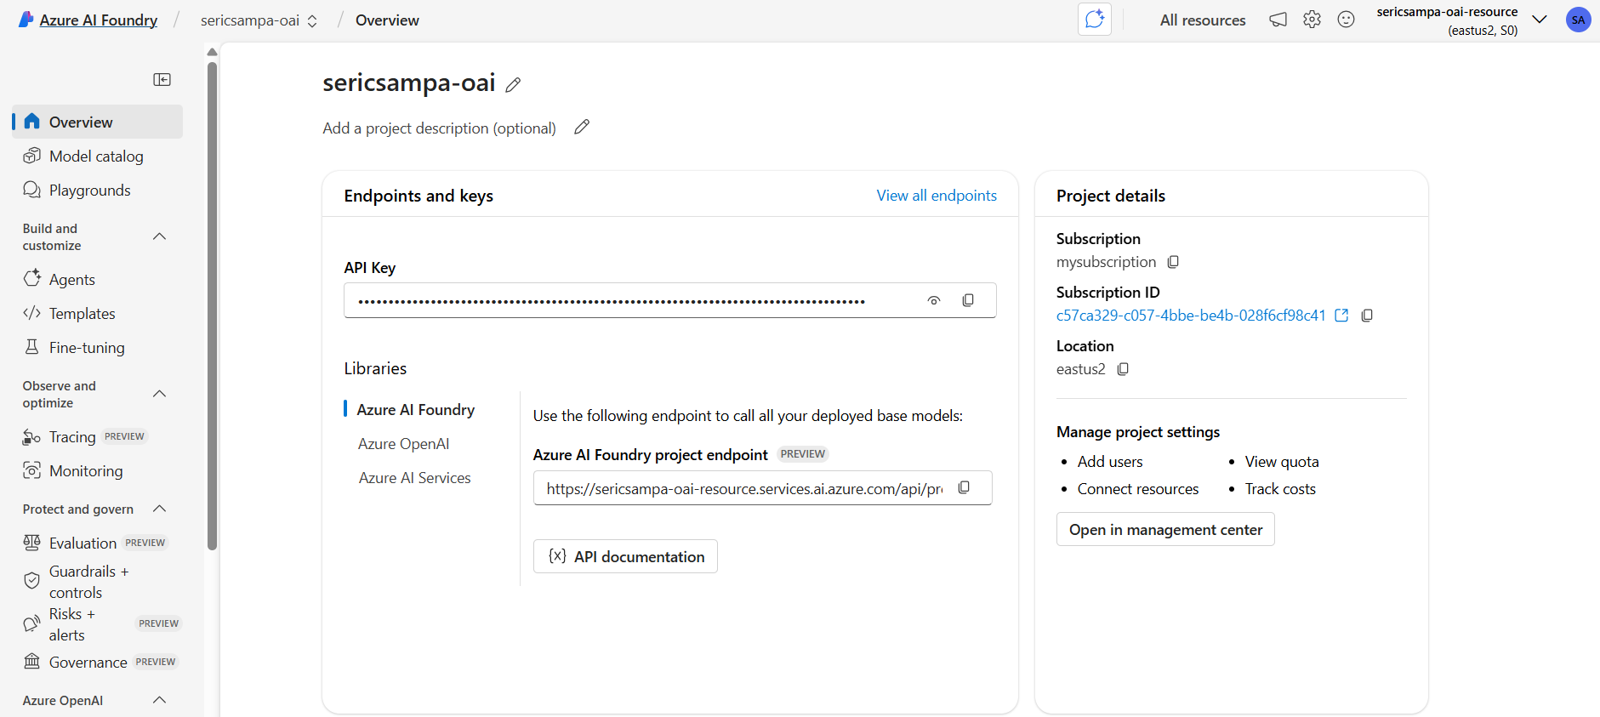 Azure AI Foundry / sericsampa-oai / Overview
All resources
sericsampa-oai-resource
(eastus2, S0)
SA
Overview
Model catalog
Playgrounds
Build and
customize
Agents
Templates
Fine-tuning
Observe and
optimize
Tracing PREVIEW
Monitoring
Protect and govern
Evaluation PREVIEW
Guardrails +
controls
Risks +
alerts
PREVIEW
Governance PREVIEW
Azure OpenAI
sericsampa-oai
Add a project description (optional)
Endpoints and keys
View all endpoints
API Key
Libraries
Azure AI Foundry
Azure OpenAI
Azure AI Services
Use the following endpoint to call all your deployed base models:
Azure AI Foundry project endpoint PREVIEW
https://sericsampa-oai-resource.services.ai.azure.com/api/pr
{x} API documentation
Project details
Subscription
mysubscription
Subscription ID
c57ca329-c057-4bbe-be4b-028f6cf98c41
Location
eastus2
Manage project settings
• Add users
• View quota
• Connect resources
• Track costs
Open in management center